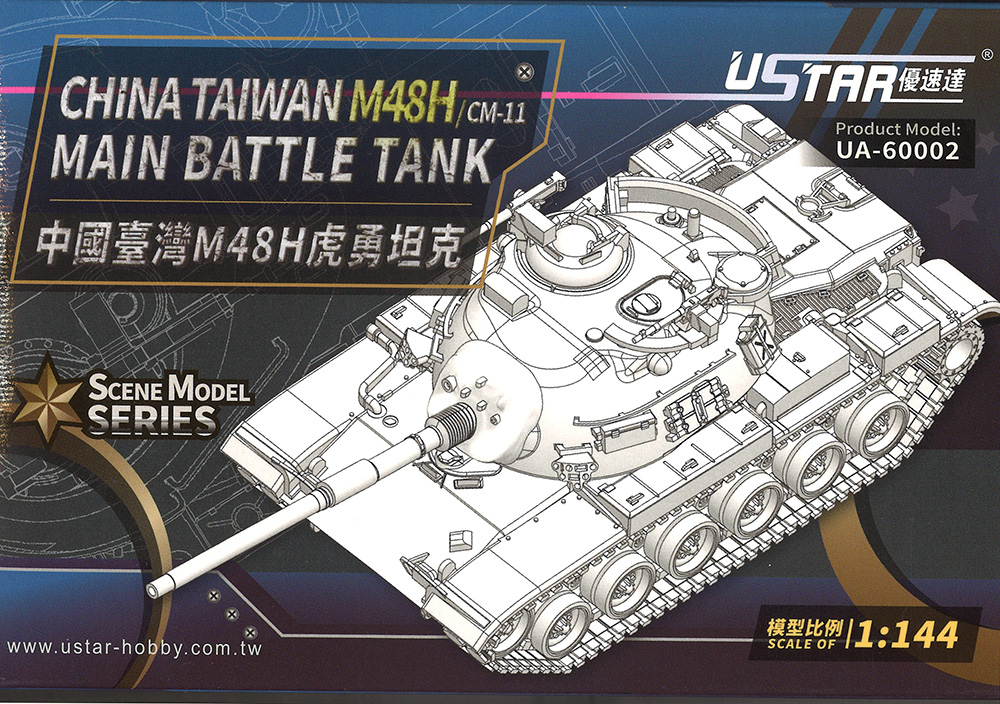 CHINA TAIWAN M48H/CM-11
MAIN BATTLE TANK
中國臺灣M48H虎勇坦克
USTAR優速達®
Product Model:
UA-60002
SCENE MODEL
SERIES
www.ustar-hobby.com.tw
模型比例
SCALE OF
1:144